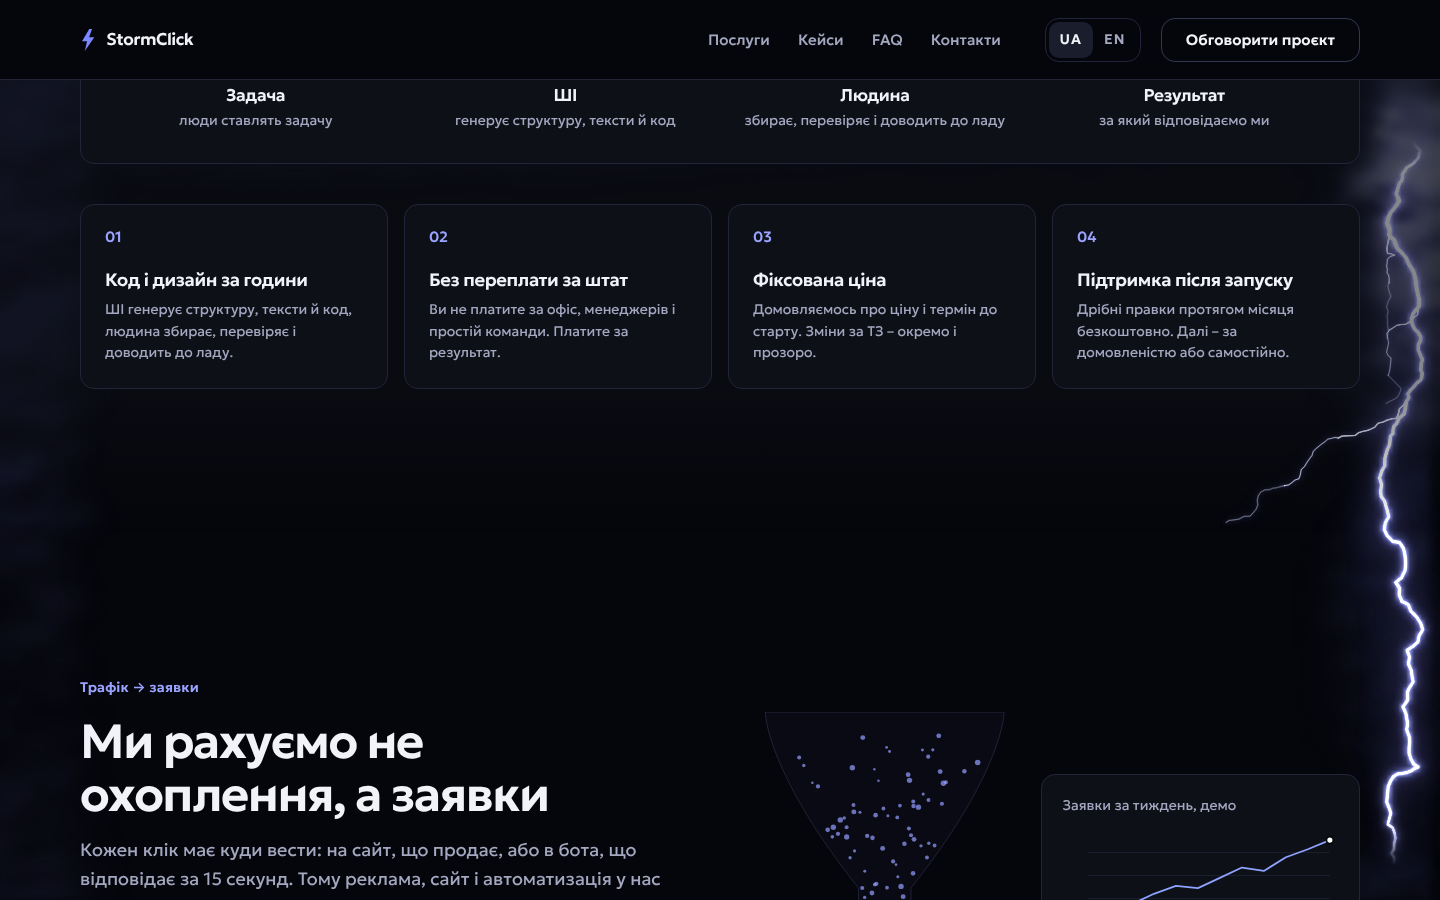 StormClick
Послуги
Кейси
FAQ
Контакти
UA
EN
Обговорити проєкт
Задача
люди ставлять задачу
ШІ
генерує структуру, тексти й код
Людина
збирає, перевіряє і доводить до ладу
Результат
за який відповідаємо ми
01
Код і дизайн за години
ШІ генерує структуру, тексти й код,
людина збирає, перевіряє і
доводить до ладу.
02
Без переплати за штат
Ви не платите за офіс, менеджерів і
простій команди. Платите за
результат.
03
Фіксована ціна
Домовляємось про ціну і термін до
старту. Зміни за ТЗ – окремо і
прозоро.
04
Підтримка після запуску
Дрібні правки протягом місяця
безкоштовно. Далі – за
домовленістю або самостійно.
Трафік → заявки
Ми рахуємо не
охоплення, а заявки
Кожен клік має куди вести: на сайт, що продає, або в бота, що
відповідає за 15 секунд. Тому реклама, сайт і автоматизація у нас
Заявки за тиждень, демо